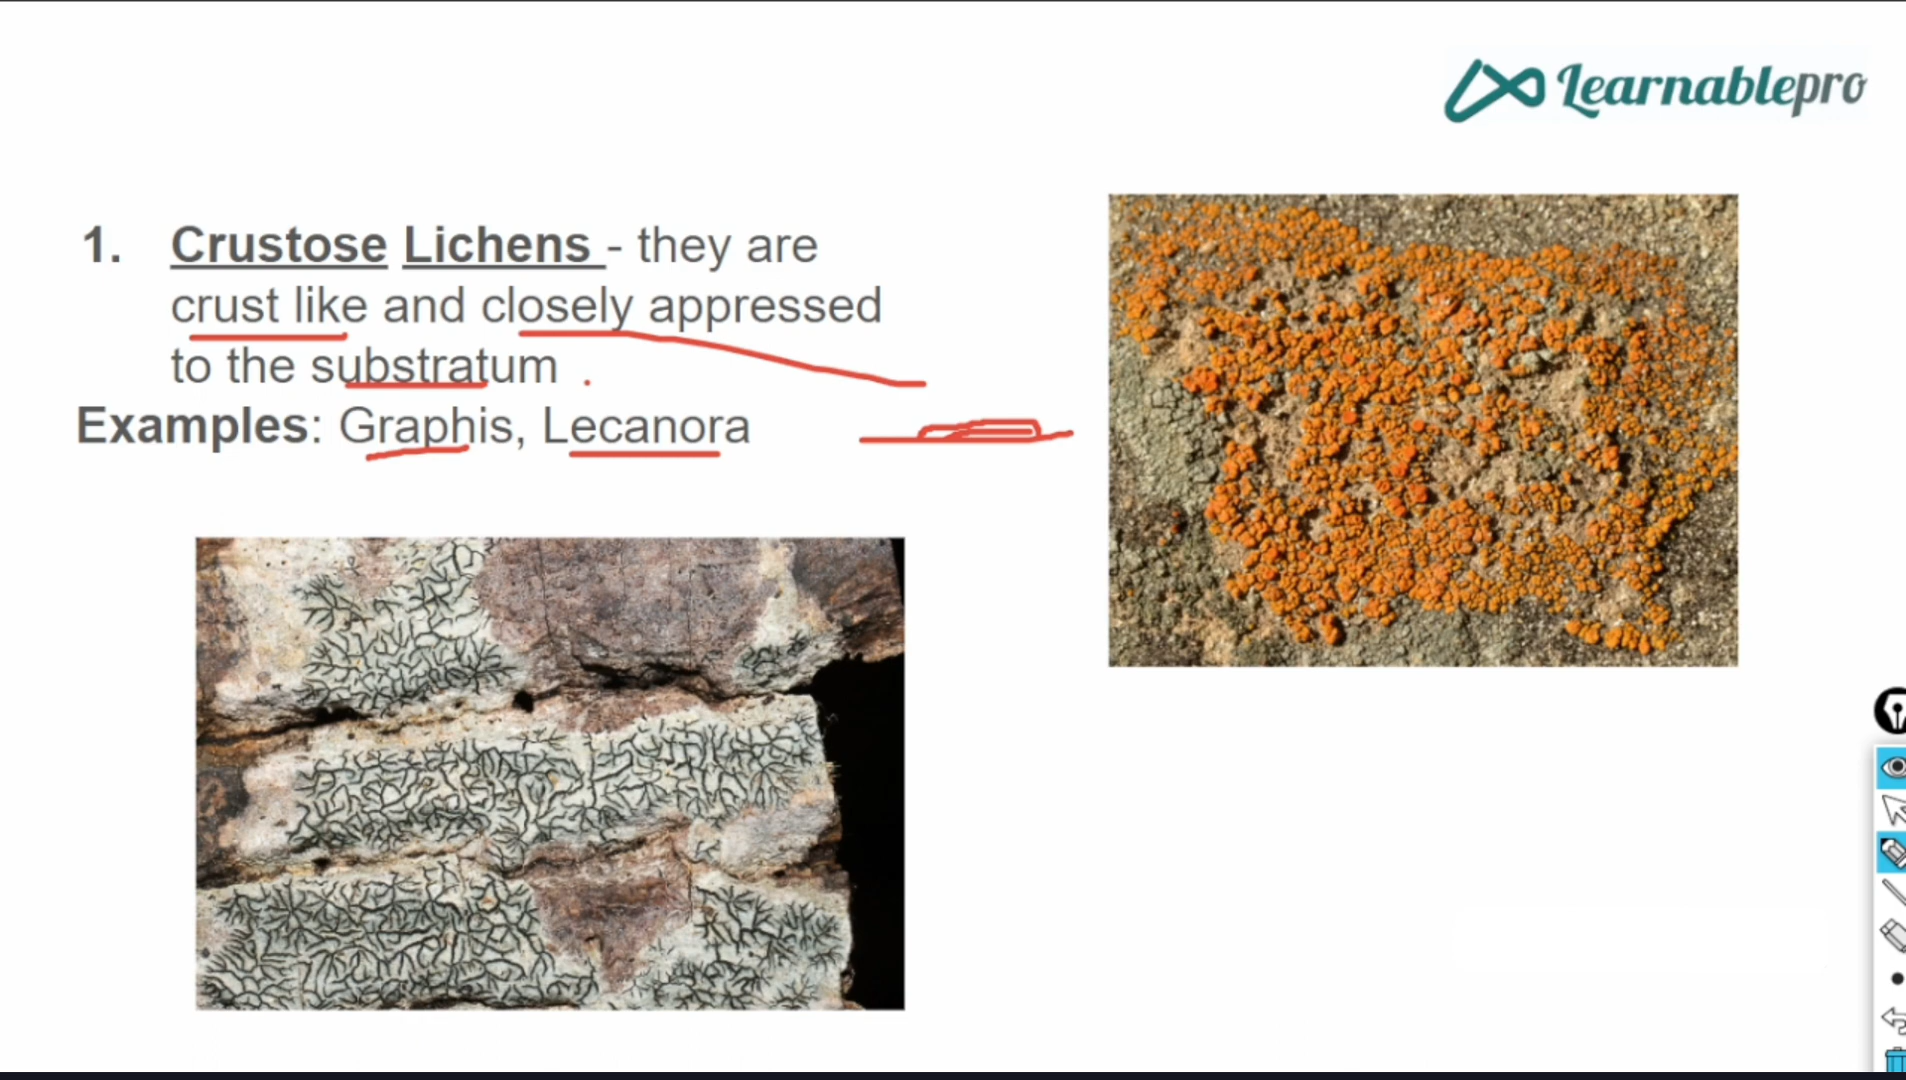 Learnablepro
1. Crustose Lichens - they are
crust like and closely appressed
to the substratum
Examples: Graphis, Lecanora